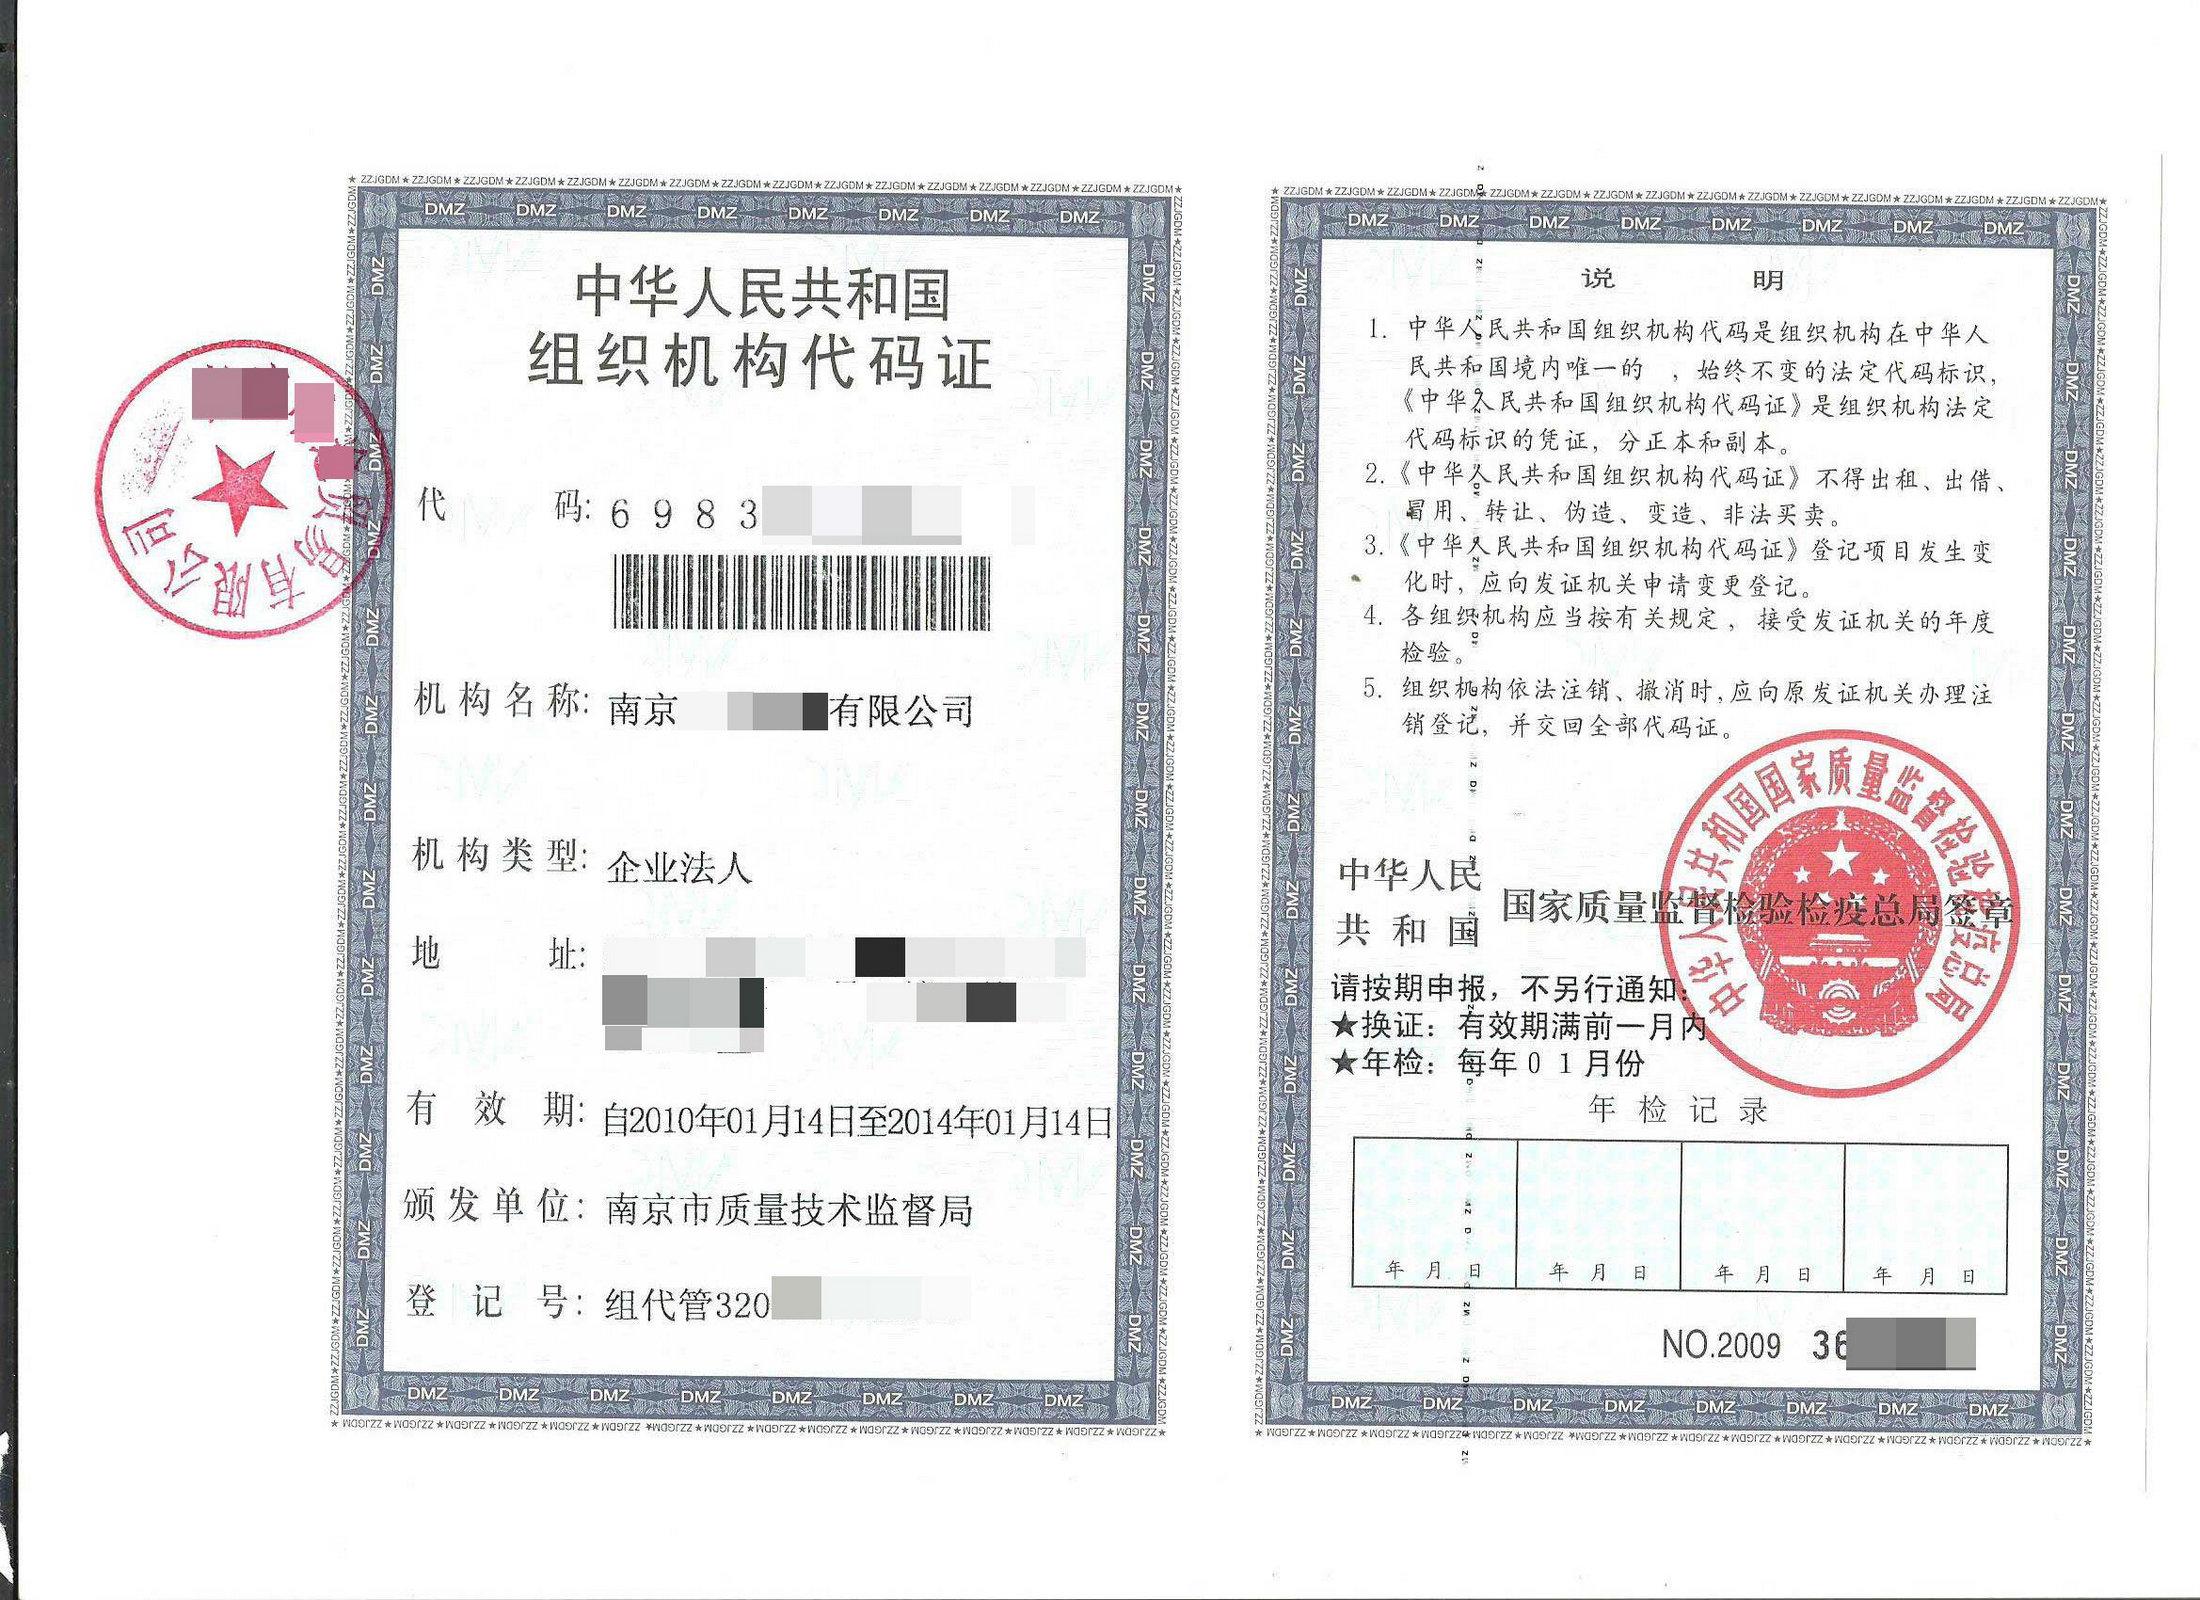 中华人民共和国
组织机构代码证
代 码: 6983
机构名称: 南京 有限公司
机构类型: 企业法人
地 址:
有 效 期: 自2010年01月14日至2014年01月14日
颁发单位: 南京市质量技术监督局
登 记 号: 组代管320
贸易有限公司
说 明
1. 中华人民共和国组织机构代码是组织机构在中华人
民共和国境内唯一的 ,始终不变的法定代码标识,
《中华人民共和国组织机构代码证》是组织机构法定
代码标识的凭证,分正本和副本。
2.《中华人民共和国组织机构代码证》不得出租、出借、
冒用、转让、伪造、变造、非法买卖。
3.《中华人民共和国组织机构代码证》登记项目发生变
化时,应向发证机关申请变更登记。
4. 各组织机构应当按有关规定,接受发证机关的年度
检验。
5. 组织机构依法注销、撤消时,应向原发证机关办理注
销登记,并交回全部代码证。
中华人民
共和国 国家质量监督检验检疫总局签章
中华人民共和国国家质量监督检验检疫总局
请按期申报,不另行通知:
★换证:有效期满前一月内
★年检:每年01月份
年检记录
年 月 日 年 月 日 年 月 日 年 月 日
NO.2009 36